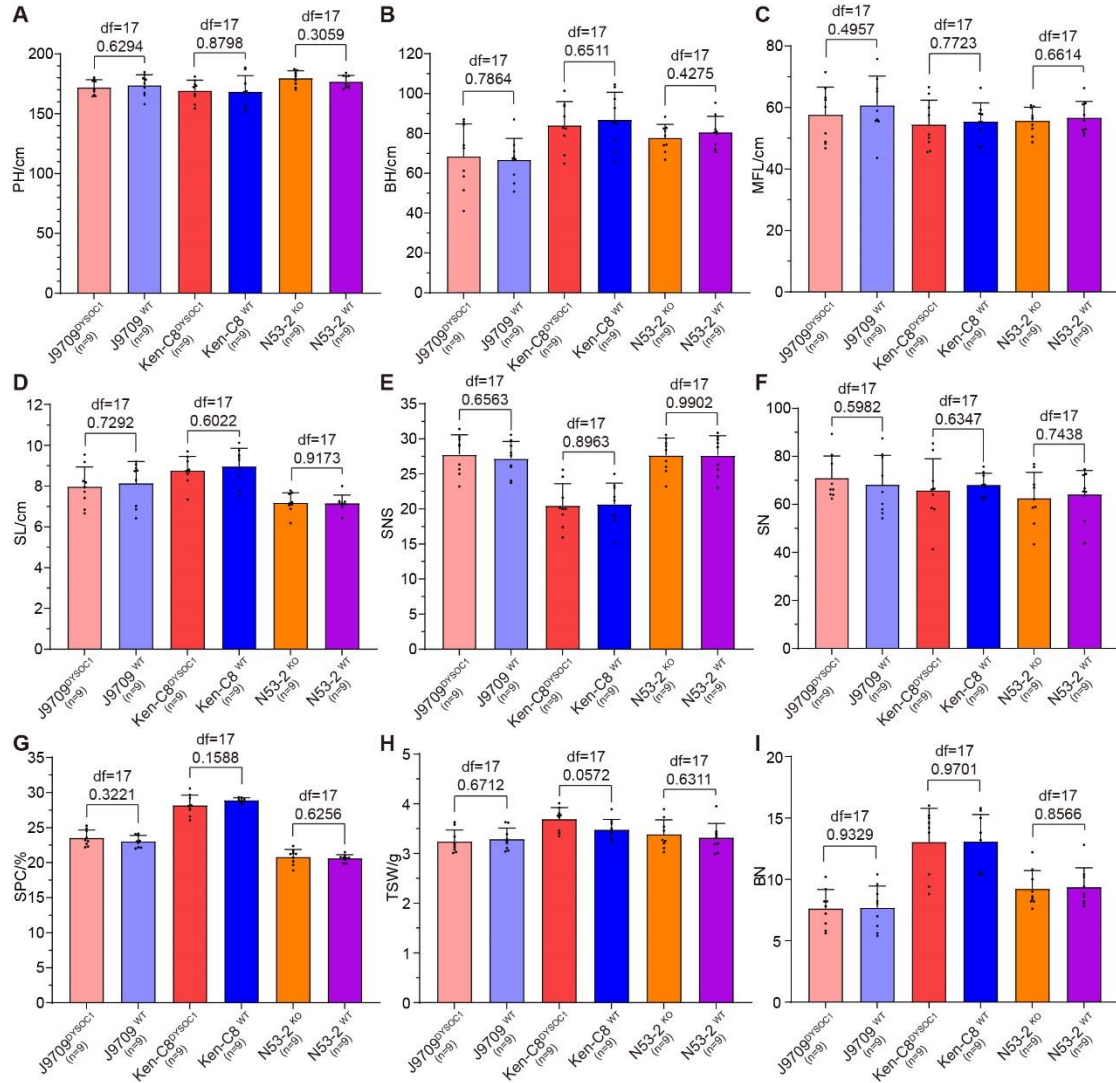 A
df=17
0.6294
df=17
0.8798
df=17
0.3059
PH/cm
200
150
100
50
0
J9709DYSOC1
(n=9)
J9709 WT
(n=9)
Ken-C8DYSOC1
(n=9)
Ken-C8 WT
(n=9)
N53-2 KO
(n=9)
N53-2 WT
(n=9)
B
df=17
0.7864
df=17
0.6511
df=17
0.4275
BH/cm
120
100
80
60
40
20
0
J9709DYSOC1
(n=9)
J9709 WT
(n=9)
Ken-C8DYSOC1
(n=9)
Ken-C8 WT
(n=9)
N53-2 KO
(n=9)
N53-2 WT
(n=9)
C
df=17
0.4957
df=17
0.7723
df=17
0.6614
MFL/cm
80
60
40
20
0
J9709DYSOC1
(n=9)
J9709 WT
(n=9)
Ken-C8DYSOC1
(n=9)
Ken-C8 WT
(n=9)
N53-2 KO
(n=9)
N53-2 WT
(n=9)
D
df=17
0.7292
df=17
0.6022
df=17
0.9173
SL/cm
12
10
8
6
4
2
0
J9709DYSOC1
(n=9)
J9709 WT
(n=9)
Ken-C8DYSOC1
(n=9)
Ken-C8 WT
(n=9)
N53-2 KO
(n=9)
N53-2 WT
(n=9)
E
df=17
0.6563
df=17
0.8963
df=17
0.9902
SNS
35
30
25
20
15
10
5
0
J9709DYSOC1
(n=9)
J9709 WT
(n=9)
Ken-C8DYSOC1
(n=9)
Ken-C8 WT
(n=9)
N53-2 KO
(n=9)
N53-2 WT
(n=9)
F
df=17
0.5982
df=17
0.6347
df=17
0.7438
SN
100
80
60
40
20
0
J9709DYSOC1
(n=9)
J9709 WT
(n=9)
Ken-C8DYSOC1
(n=9)
Ken-C8 WT
(n=9)
N53-2 KO
(n=9)
N53-2 WT
(n=9)
G
df=17
0.3221
df=17
0.1588
df=17
0.6256
SPC/%
35
30
25
20
15
10
5
0
J9709DYSOC1
(n=9)
J9709 WT
(n=9)
Ken-C8DYSOC1
(n=9)
Ken-C8 WT
(n=9)
N53-2 KO
(n=9)
N53-2 WT
(n=9)
H
df=17
0.6712
df=17
0.0572
df=17
0.6311
TSW/g
5
4
3
2
1
0
J9709DYSOC1
(n=9)
J9709 WT
(n=9)
Ken-C8DYSOC1
(n=9)
Ken-C8 WT
(n=9)
N53-2 KO
(n=9)
N53-2 WT
(n=9)
I
df=17
0.9329
df=17
0.9701
df=17
0.8566
BN
20
15
10
5
0
J9709DYSOC1
(n=9)
J9709 WT
(n=9)
Ken-C8DYSOC1
(n=9)
Ken-C8 WT
(n=9)
N53-2 KO
(n=9)
N53-2 WT
(n=9)